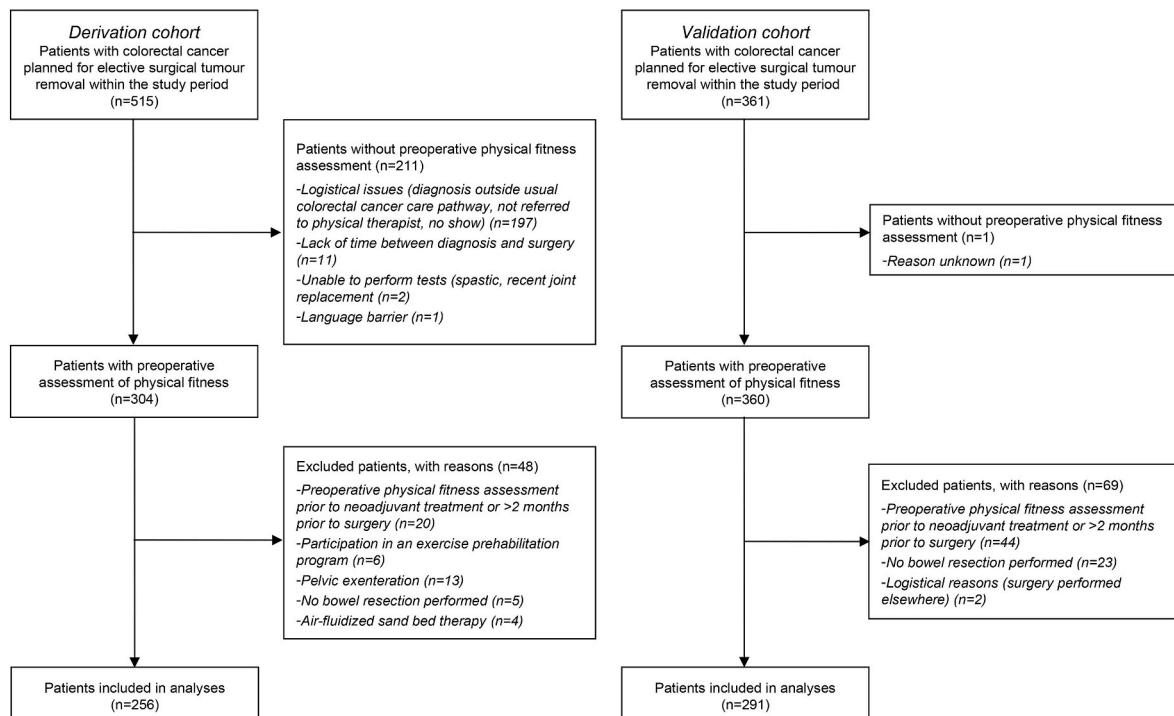 Derivation cohort
Patients with colorectal cancer
planned for elective surgical tumour
removal within the study period
(n=515)
Patients without preoperative physical fitness
assessment (n=211)
-Logistical issues (diagnosis outside usual
colorectal cancer care pathway, not referred
to physical therapist, no show) (n=197)
-Lack of time between diagnosis and surgery
(n=11)
-Unable to perform tests (spastic, recent joint
replacement (n=2)
-Language barrier (n=1)
Patients with preoperative
assessment of physical fitness
(n=304)
Excluded patients, with reasons (n=48)
-Preoperative physical fitness assessment
prior to neoadjuvant treatment or >2 months
prior to surgery (n=20)
-Participation in an exercise prehabilitation
program (n=6)
-Pelvic exenteration (n=13)
-No bowel resection performed (n=5)
-Air-fluidized sand bed therapy (n=4)
Patients included in analyses
(n=256)
Validation cohort
Patients with colorectal cancer
planned for elective surgical tumour
removal within the study period
(n=361)
Patients without preoperative physical fitness
assessment (n=1)
-Reason unknown (n=1)
Patients with preoperative
assessment of physical fitness
(n=360)
Excluded patients, with reasons (n=69)
-Preoperative physical fitness assessment
prior to neoadjuvant treatment or >2 months
prior to surgery (n=44)
-No bowel resection performed (n=23)
-Logistical reasons (surgery performed
elsewhere) (n=2)
Patients included in analyses
(n=291)